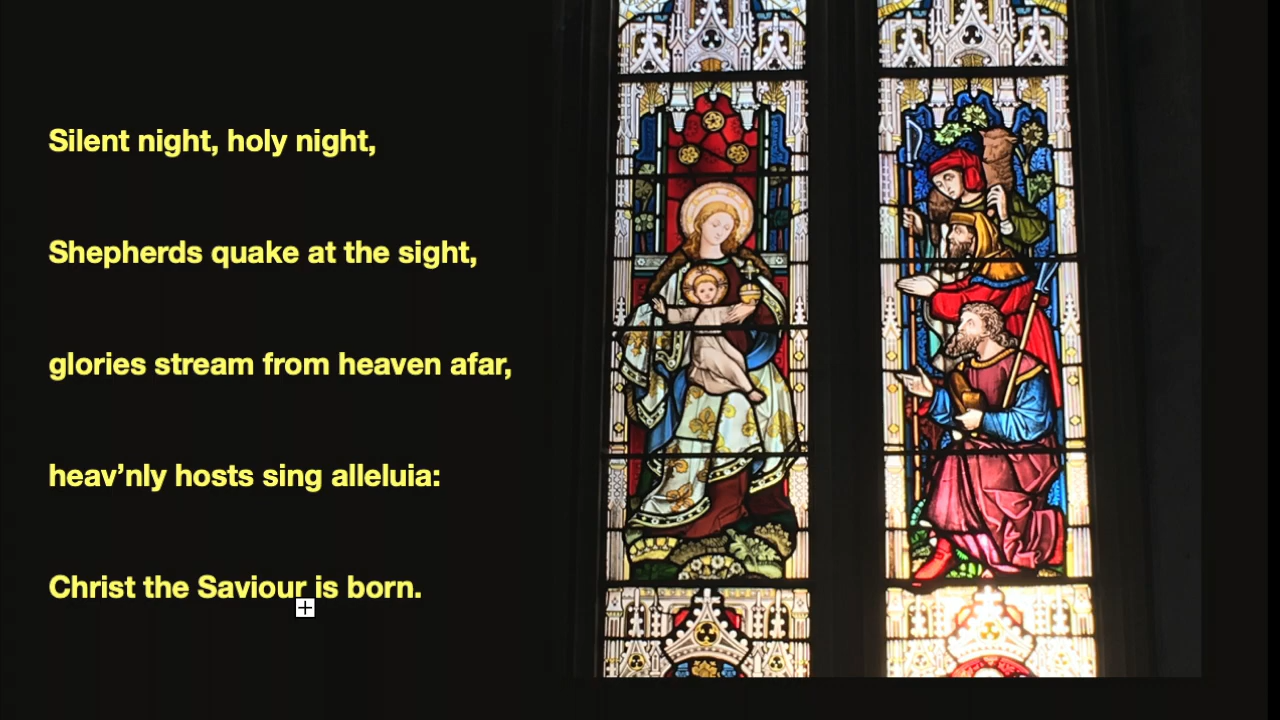 Silent night, holy night,
Shepherds quake at the sight,
glories stream from heaven afar,
heav’nly hosts sing alleluia:
Christ the Saviour is born.